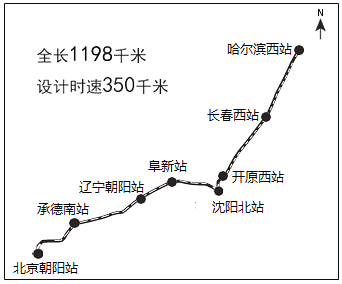 N
哈尔滨西站
全长1198千米
设计时速350千米
长春西站
阜新站
开原西站
辽宁朝阳站
沈阳北站
承德南站
北京朝阳站